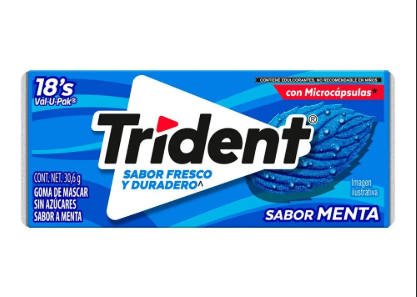 18's
Val-U-Pak®
CONTIENE EDULCORANTES, NO RECOMENDABLE EN NIÑOS
con Microcápsulas*
Trident®
SABOR FRESCO
Y DURADERO^
CONT. NET. 30,6 g
GOMA DE MASCAR
SIN AZÚCARES
SABOR A MENTA
Imagen
ilustrativa
SABOR MENTA